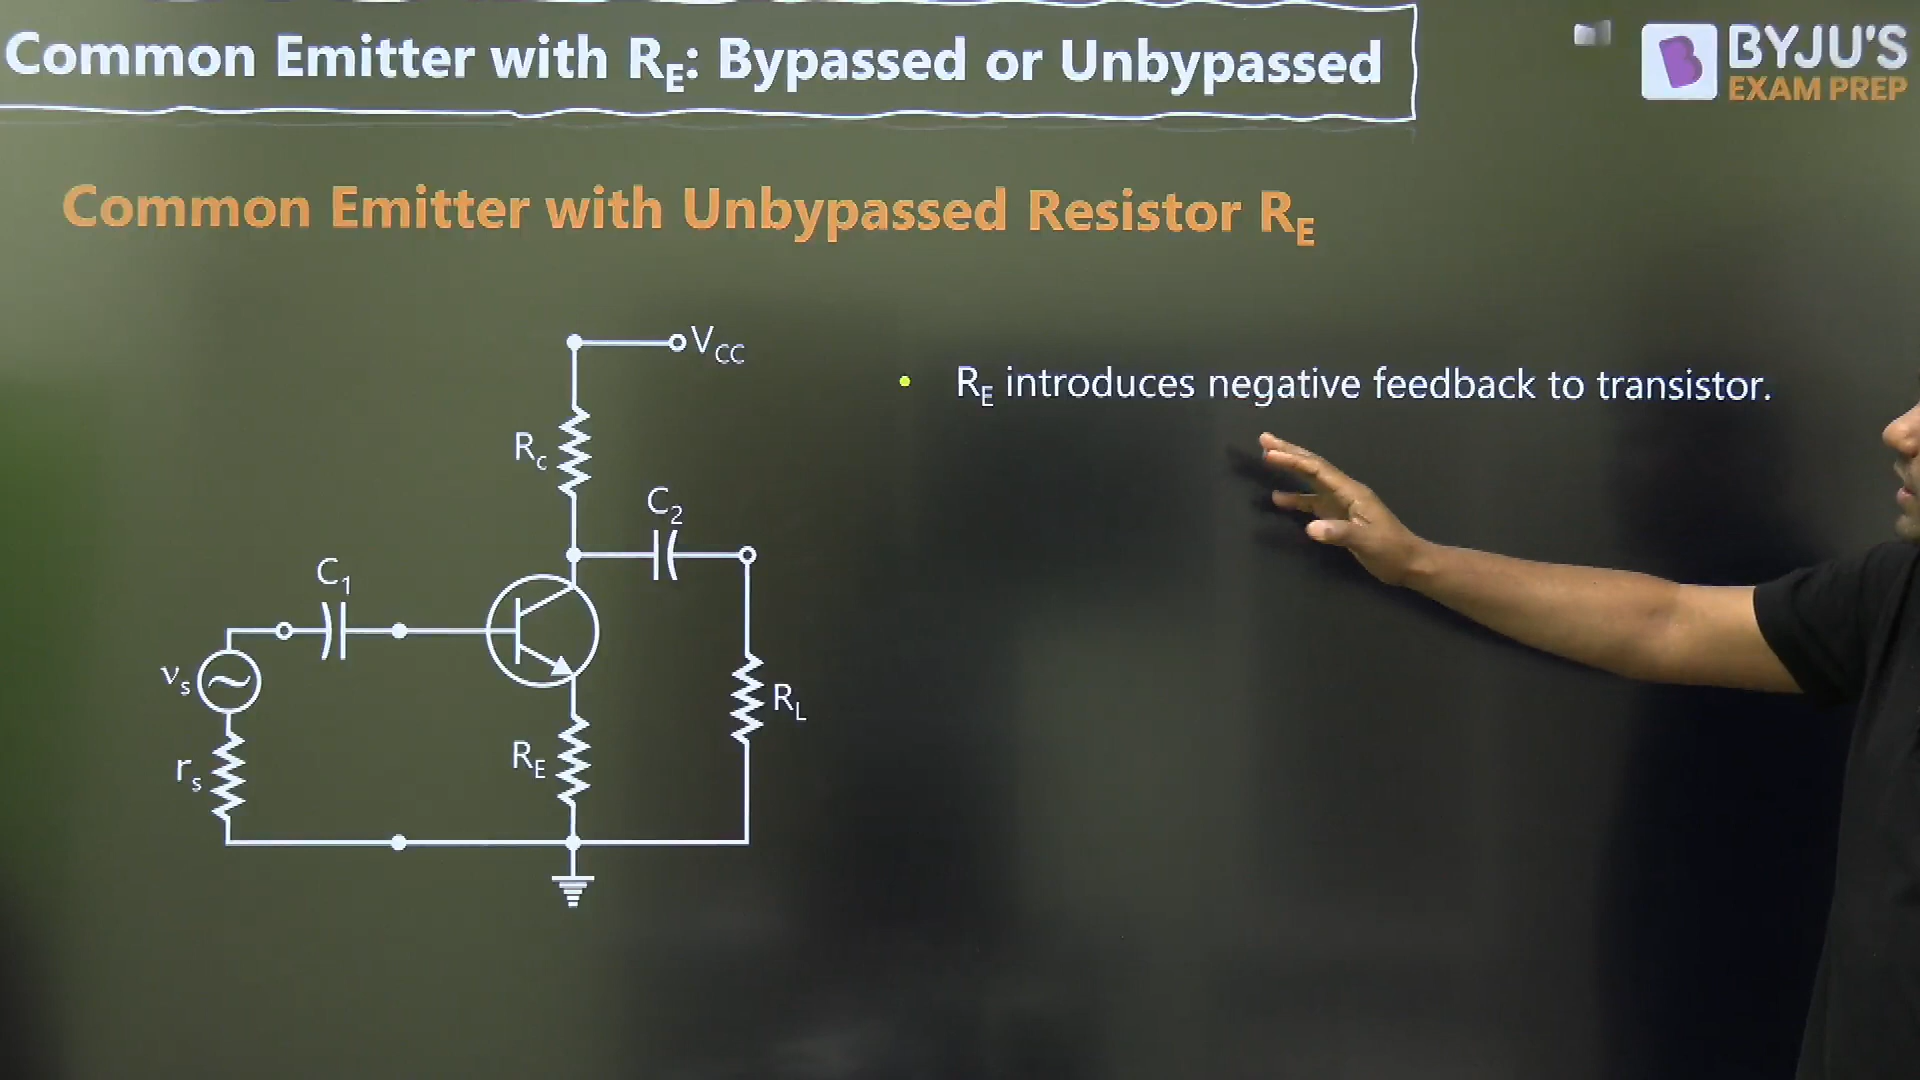 Common Emitter with RE: Bypassed or Unbypassed
BYJU'S
EXAM PREP
Common Emitter with Unbypassed Resistor RE
VCC
• RE introduces negative feedback to transistor.
Rc
C2
C1
νs
RL
RE
rs